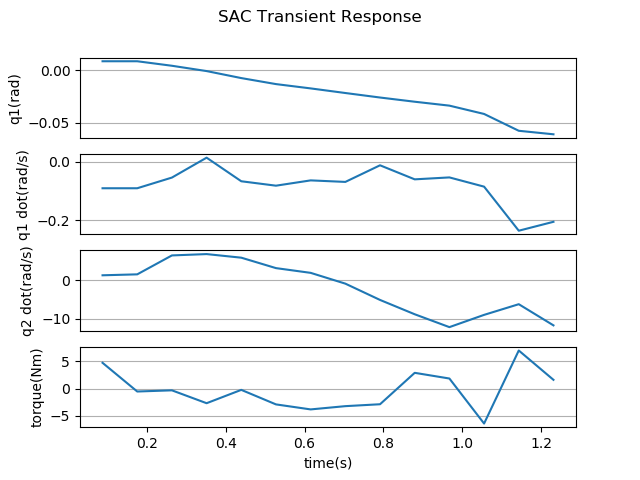 SAC Transient Response
q1(rad)
0.00
−0.05
q1 dot(rad/s)
0.0
−0.2
q2 dot(rad/s)
0
−10
torque(Nm)
5
0
−5
0.2 0.4 0.6 0.8 1.0 1.2
time(s)